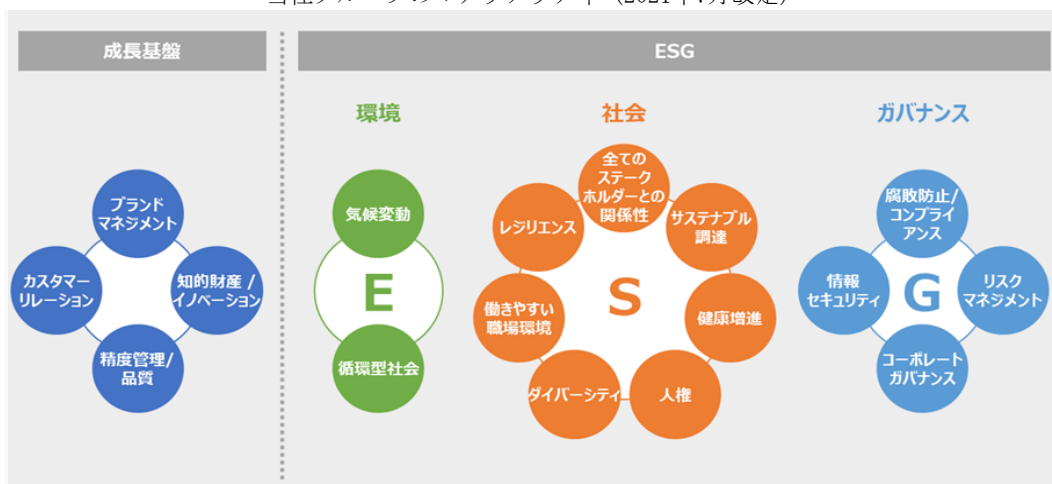 成長基盤
ブランド
マネジメント
カスタマー
リレーション
知的財産 /
イノベーション
精度管理/
品質
ESG
環境
気候変動
E
循環型社会
社会
全ての
ステーク
ホルダーとの
関係性
レジリエンス
サステナブル
調達
働きやすい
職場環境
S
健康増進
ダイバーシティ
人権
ガバナンス
腐敗防止/
コンプライ
アンス
情報
セキュリティ
G
リスク
マネジメント
コーポレート
ガバナンス